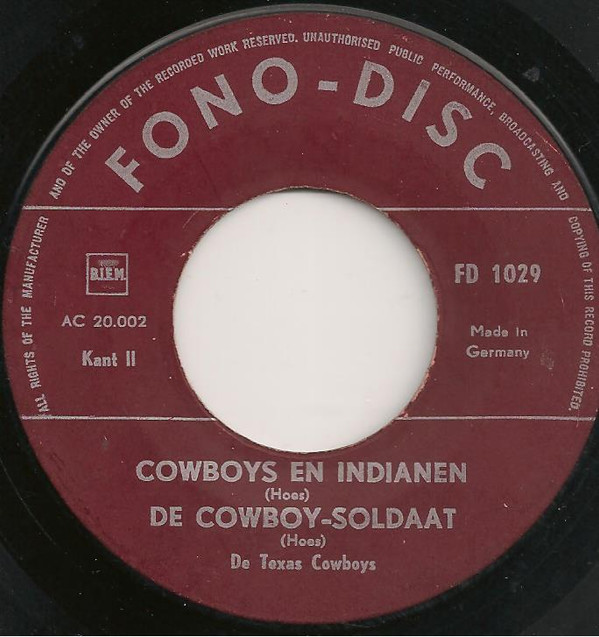 ALL RIGHTS OF THE MANUFACTURER AND OF THE OWNER OF THE RECORDED WORK RESERVED. UNAUTHORISED PUBLIC PERFORMANCE, BROADCASTING AND COPYING OF THIS RECORD PROHIBITED.
FONO-DISC
B.I.E.M.
FD 1029
AC 20.002
Kant II
Made in
Germany
COWBOYS EN INDIANEN
(Hoes)
DE COWBOY-SOLDAAT
(Hoes)
De Texas Cowboys